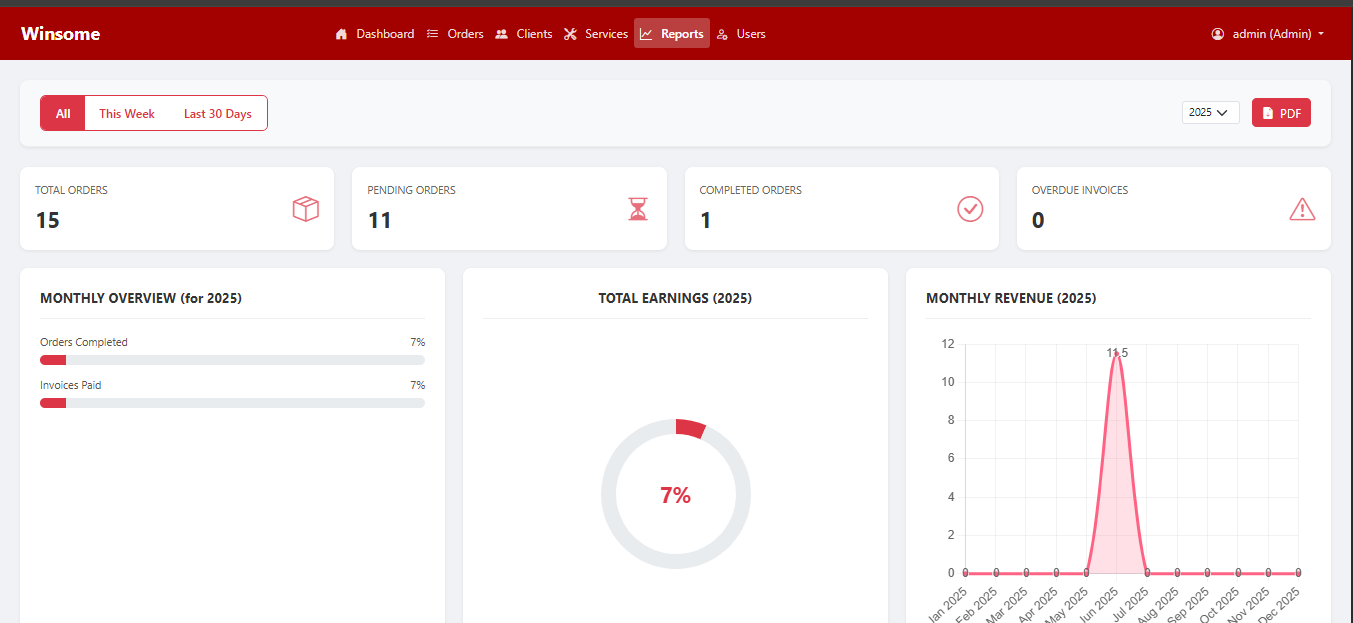 Winsome Dashboard Orders Clients Services Reports Users admin (Admin)
All This Week Last 30 Days 2025 PDF
TOTAL ORDERS
15
PENDING ORDERS
11
COMPLETED ORDERS
1
OVERDUE INVOICES
0
MONTHLY OVERVIEW (for 2025)
Orders Completed 7%
Invoices Paid 7%
TOTAL EARNINGS (2025)
7%
MONTHLY REVENUE (2025)
12
10
8
6
4
2
0
11.5
0 0 0 0 0 0 0 0 0 0 0
Jan 2025
Feb 2025
Mar 2025
Apr 2025
May 2025
Jun 2025
Jul 2025
Aug 2025
Sep 2025
Oct 2025
Nov 2025
Dec 2025